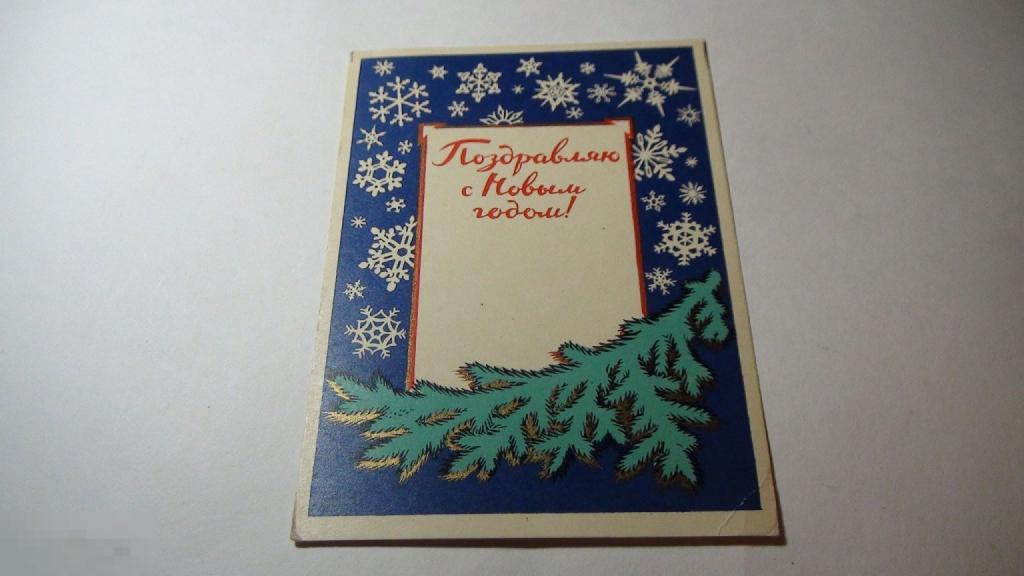 Поздравляю
с Новым
годом!